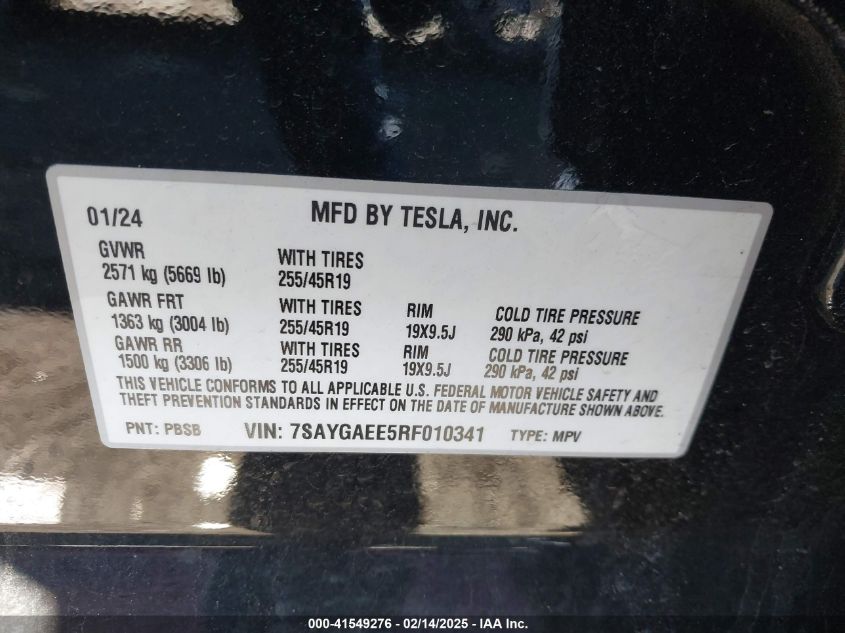 01/24 MFD BY TESLA, INC.
GVWR
2571 kg (5669 lb) WITH TIRES 255/45R19
GAWR FRT
1363 kg (3004 lb) WITH TIRES 255/45R19 RIM 19X9.5J COLD TIRE PRESSURE 290 kPa, 42 psi
GAWR RR
1500 kg (3306 lb) WITH TIRES 255/45R19 RIM 19X9.5J COLD TIRE PRESSURE 290 kPa, 42 psi
THIS VEHICLE CONFORMS TO ALL APPLICABLE U.S. FEDERAL MOTOR VEHICLE SAFETY AND
THEFT PREVENTION STANDARDS IN EFFECT ON THE DATE OF MANUFACTURE SHOWN ABOVE.
PNT: PBSB VIN: 7SAYGAEE5RF010341 TYPE: MPV
000-41549276 - 02/14/2025 - IAA Inc.